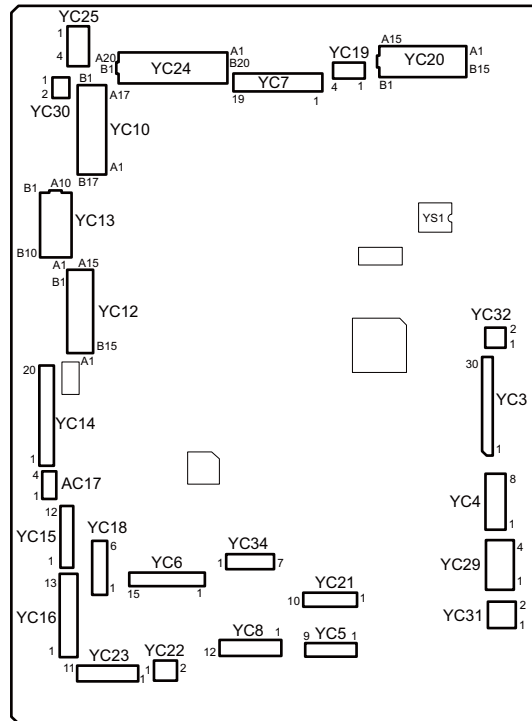 YC25
1
4
A20
B1
YC24
A1
B20
YC7
19
1
YC19
4
1
A15
YC20
A1
B15
B1
1
2
YC30
B1
A17
YC10
A1
B17
B1
A10
YC13
B10
A1
YS1
A15
B1
YC12
B15
A1
YC32
2
1
20
YC14
1
30
YC3
1
4
AC17
1
8
YC4
1
12
YC15
1
YC18
6
1
YC6
15
1
YC34
1
7
4
YC29
1
13
YC16
1
YC21
10
1
2
YC31
1
YC23
11
1
YC22
1
2
YC8
12
1
YC5
9
1